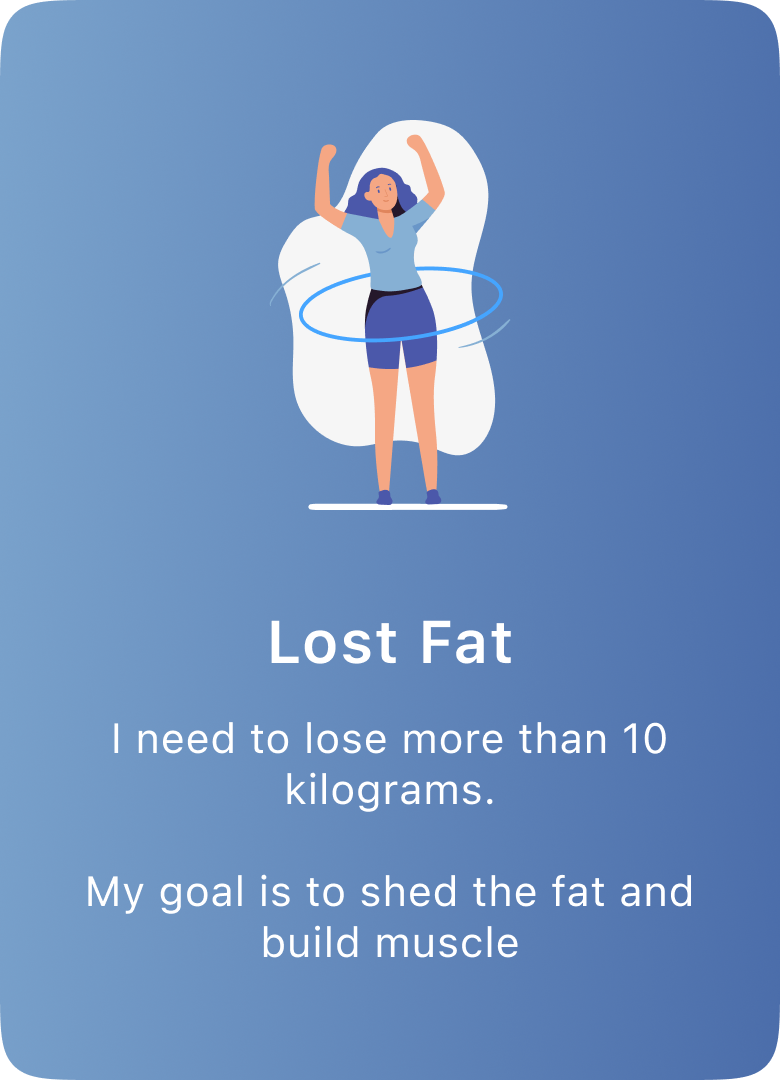 Lost Fat
I need to lose more than 10
kilograms.
My goal is to shed the fat and
build muscle